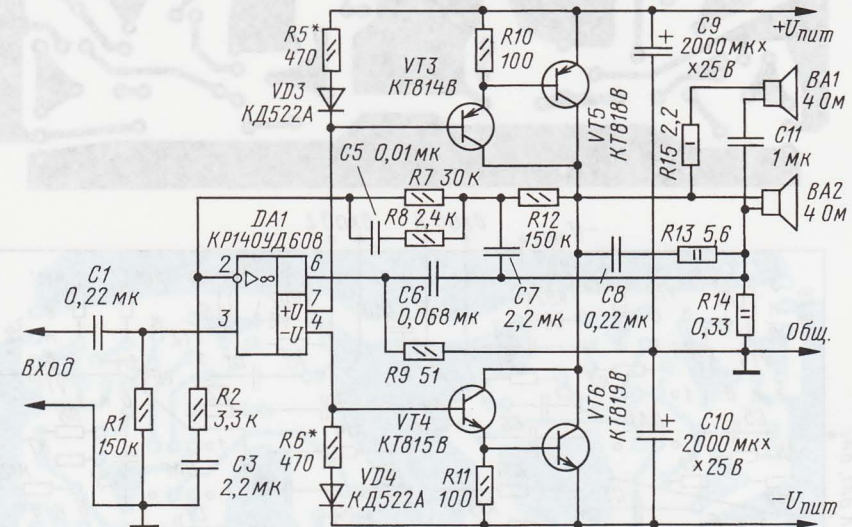 R5*
470
VD3
КД522А
R10
100
VT3
КТ814В
VT5
КТ818В
C9
2000 мк×
×25 В
+Uпит
BA1
4 Ом
R15 2,2
C11
1 мк
BA2
4 Ом
C5 0,01 мк
R7 30 к
R8 2,4 к
R12
150 к
DA1
КР140УД608
2
3
▷∞
+U
-U
6
7
4
C1
0,22 мк
C6
0,068 мк
C7
2,2 мк
C8
0,22 мк
R13 5,6
R14
0,33
Общ.
Вход
R9 51
R1
150 к
R2
3,3 к
C3
2,2 мк
R6*
470
VD4
КД522А
VT4
КТ815В
R11
100
VT6
КТ819В
C10
2000 мк×
×25 В
-Uпит